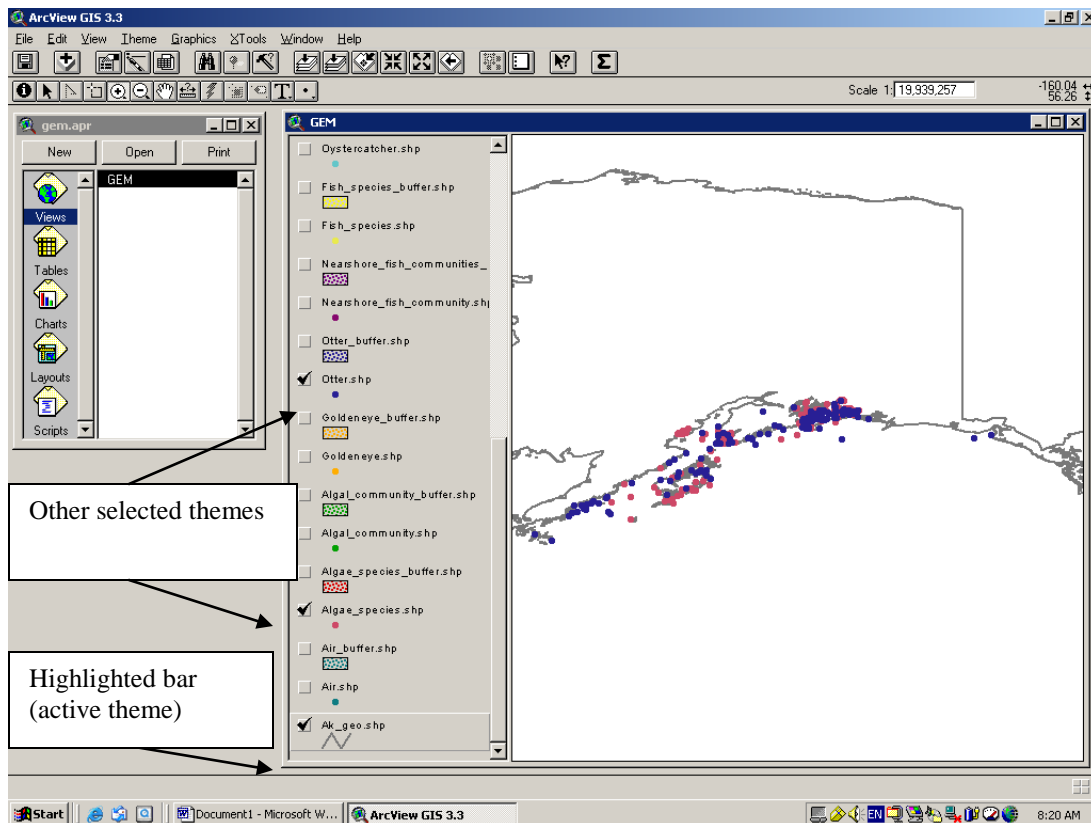 ArcView GIS 3.3
File Edit View Theme Graphics XTools Window Help
Scale 1: 19,939,257
-160.04
56.26
gem.apr
New Open Print
GEM
Views
Tables
Charts
Layouts
Scripts
GEM
Oystercatcher.shp
Fish_species_buffer.shp
Fish_species.shp
Nearshore_fish_communities_
Nearshore_fish_community.shp
Otter_buffer.shp
Otter.shp
Goldeneye_buffer.shp
Goldeneye.shp
Algal_community_buffer.shp
Algal_community.shp
Algae_species_buffer.shp
Algae_species.shp
Air_buffer.shp
Air.shp
Ak_geo.shp
Other selected themes
Highlighted bar
(active theme)
Start
Document1 - Microsoft W...
ArcView GIS 3.3
EN
8:20 AM